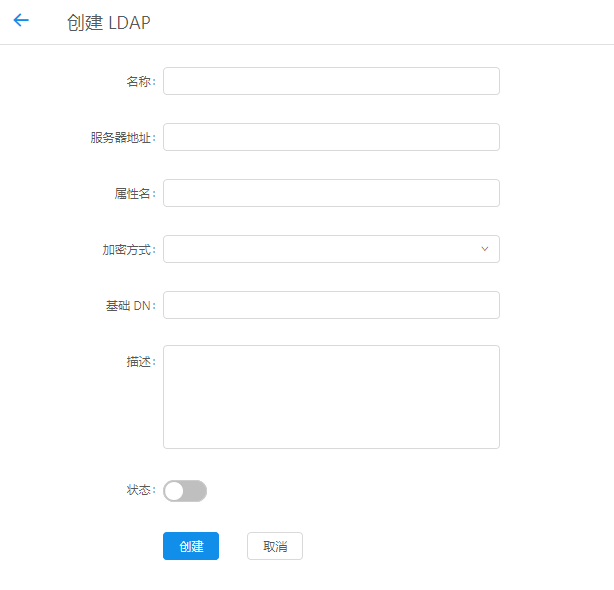 创建 LDAP
名称：
服务器地址：
属性名：
加密方式：
基础 DN：
描述：
状态：
创建 取消